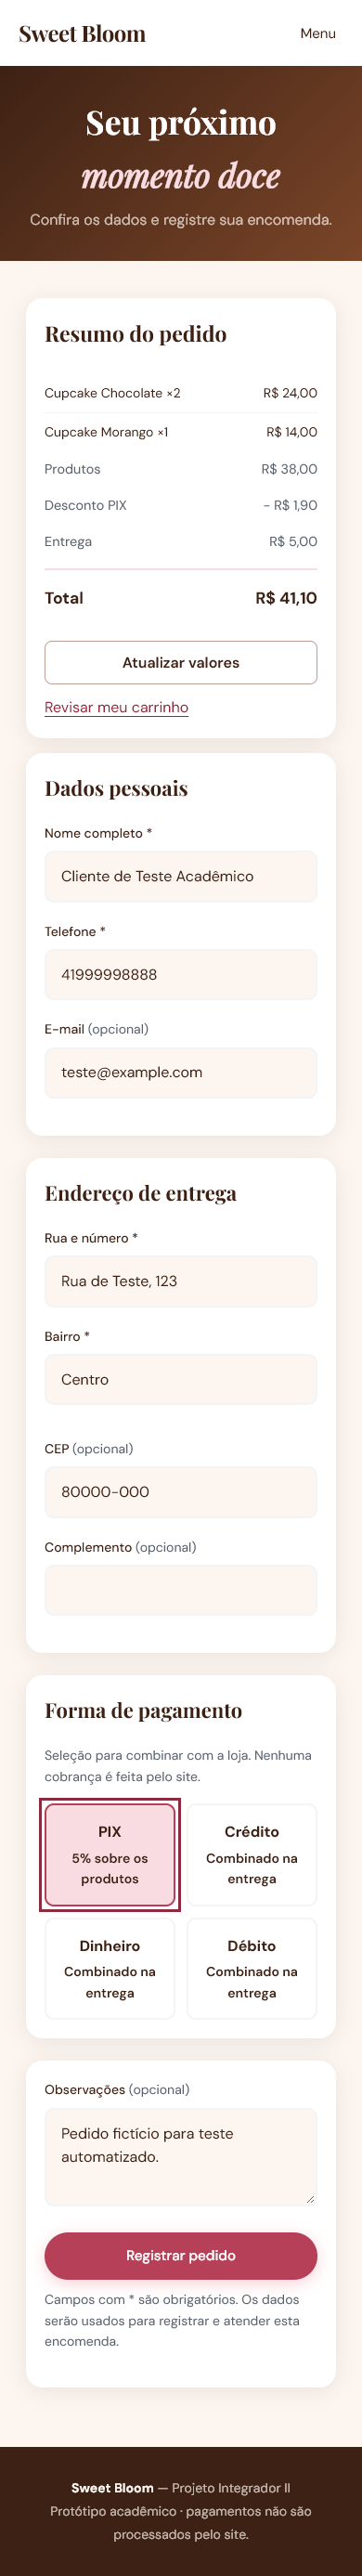 Sweet Bloom
Menu
Seu próximo
momento doce
Confira os dados e registre sua encomenda.
Resumo do pedido
Cupcake Chocolate ×2 R$ 24,00
Cupcake Morango ×1 R$ 14,00
Produtos R$ 38,00
Desconto PIX - R$ 1,90
Entrega R$ 5,00
Total R$ 41,10
Atualizar valores
Revisar meu carrinho
Dados pessoais
Nome completo *
Cliente de Teste Acadêmico
Telefone *
41999998888
E-mail (opcional)
teste@example.com
Endereço de entrega
Rua e número *
Rua de Teste, 123
Bairro *
Centro
CEP (opcional)
80000-000
Complemento (opcional)
Forma de pagamento
Seleção para combinar com a loja. Nenhuma
cobrança é feita pelo site.
PIX
5% sobre os
produtos
Crédito
Combinado na
entrega
Dinheiro
Combinado na
entrega
Débito
Combinado na
entrega
Observações (opcional)
Pedido fictício para teste
automatizado.
Registrar pedido
Campos com * são obrigatórios. Os dados
serão usados para registrar e atender esta
encomenda.
Sweet Bloom — Projeto Integrador II
Protótipo acadêmico · pagamentos não são
processados pelo site.